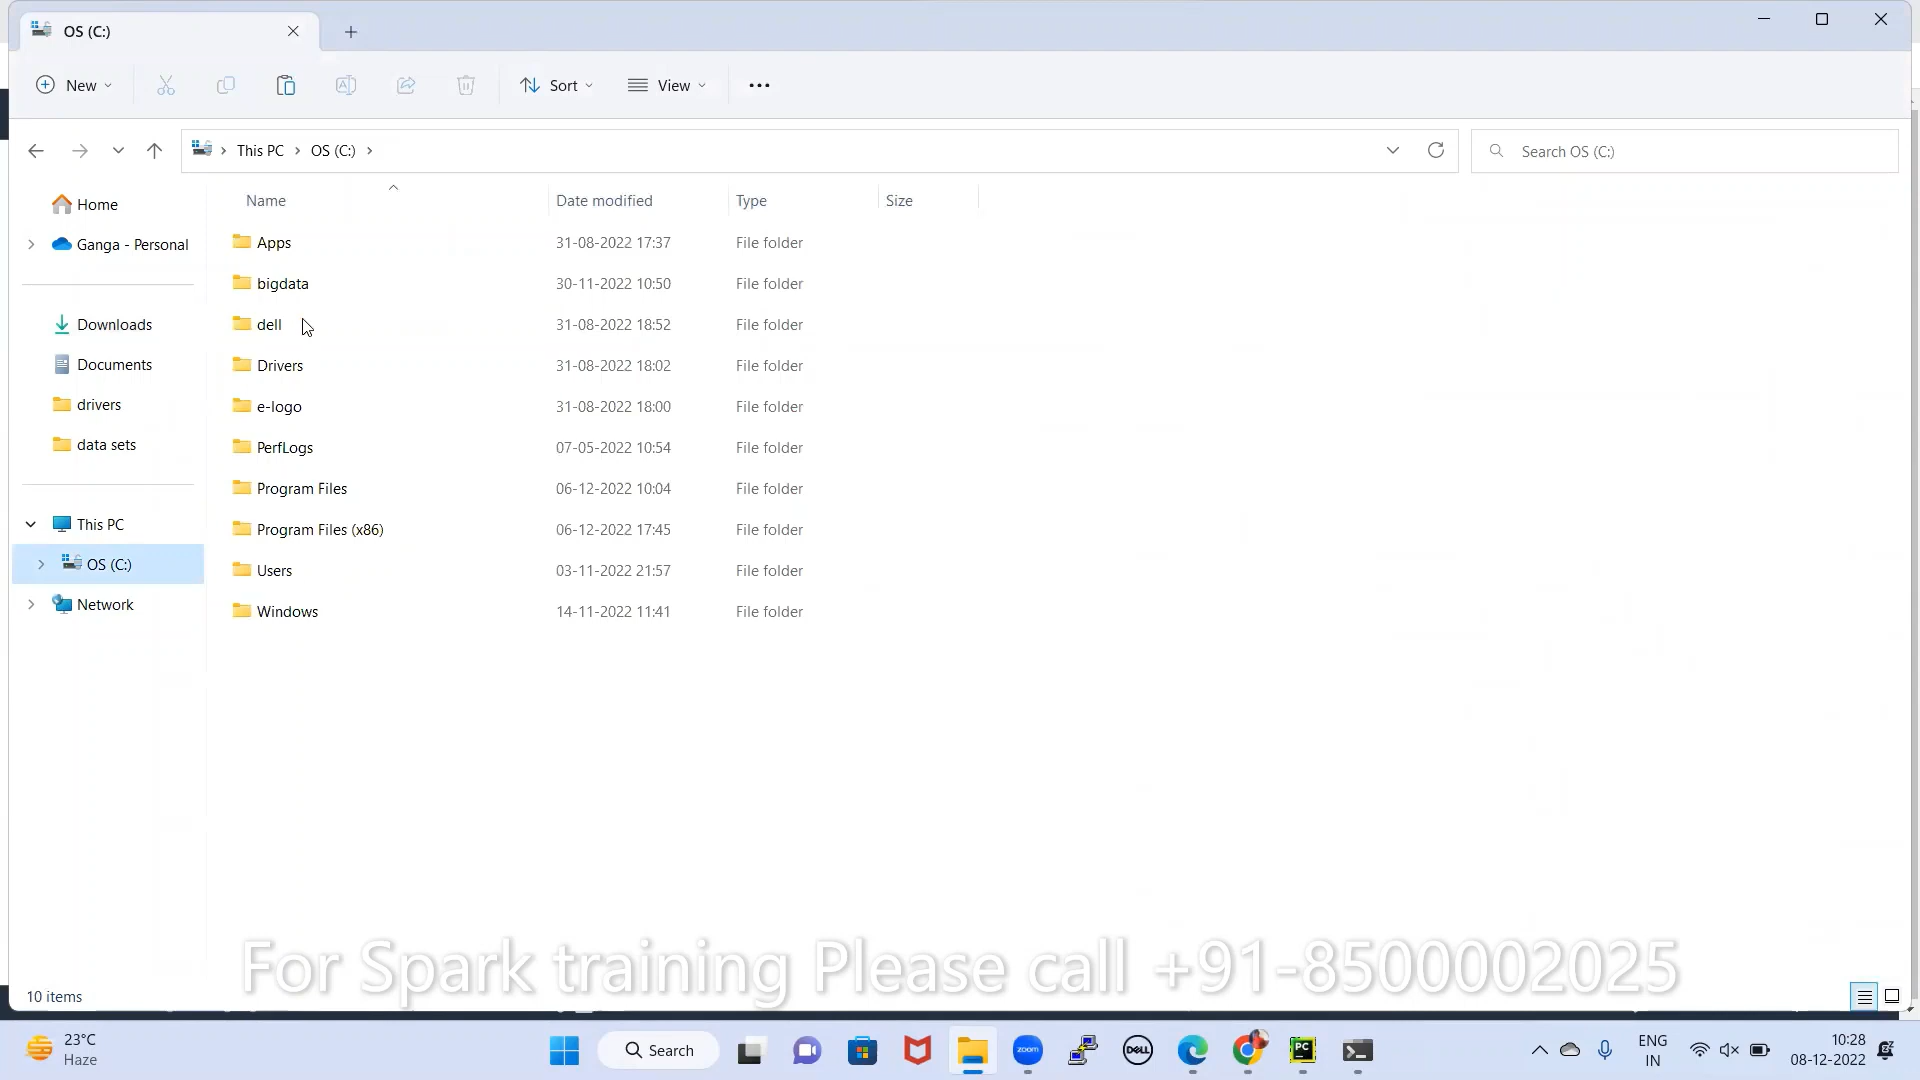 OS (C:)
New
Sort
View
This PC
OS (C:)
Search OS (C:)
Name
Date modified
Type
Size
Home
Ganga - Personal
Downloads
Documents
drivers
data sets
This PC
OS (C:)
Network
Apps 31-08-2022 17:37 File folder
bigdata 30-11-2022 10:50 File folder
dell 31-08-2022 18:52 File folder
Drivers 31-08-2022 18:02 File folder
e-logo 31-08-2022 18:00 File folder
PerfLogs 07-05-2022 10:54 File folder
Program Files 06-12-2022 10:04 File folder
Program Files (x86) 06-12-2022 17:45 File folder
Users 03-11-2022 21:57 File folder
Windows 14-11-2022 11:41 File folder
For Spark training Please call +91-8500002025
10 items
23°C
Haze
Search
zoom
DELL
PC
ENG
IN
10:28
08-12-2022